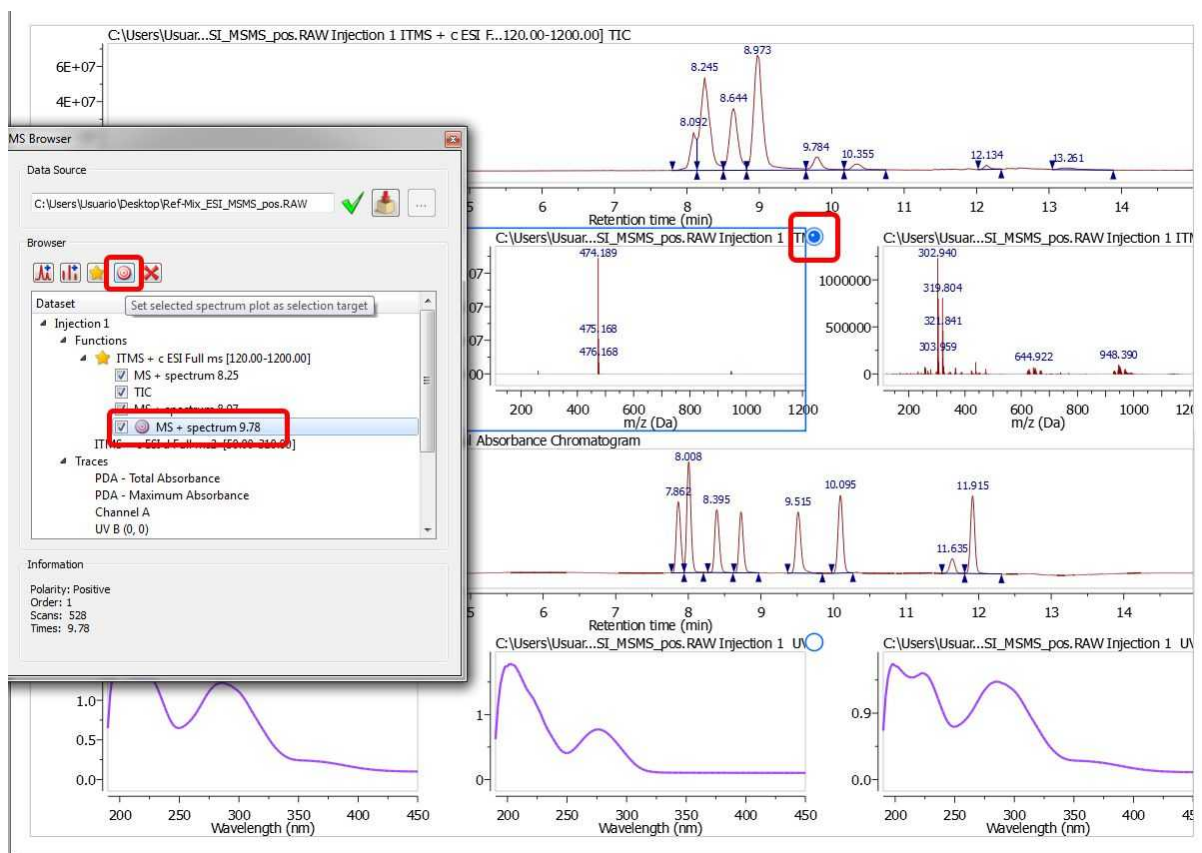 C:\Users\Usuar...SI_MSMS_pos.RAW Injection 1 ITMS + c ESI F...120.00-1200.00] TIC
6E+07
4E+07
8.092
8.245
8.644
8.973
9.784
10.355
12.134
13.261
5 6 7 8 9 10 11 12 13 14
Retention time (min)
MS Browser
Data Source
C:\Users\Usuario\Desktop\Ref-Mix_ESI_MSMS_pos.RAW
...
Browser
Dataset
Set selected spectrum plot as selection target
Injection 1
Functions
ITMS + c ESI Full ms [120.00-1200.00]
MS + spectrum 8.25
TIC
MS + spectrum 8.97
MS + spectrum 9.78
Traces
PDA - Total Absorbance
PDA - Maximum Absorbance
Channel A
UV B (0, 0)
Information
Polarity: Positive
Order: 1
Scans: 528
Times: 9.78
C:\Users\Usuar...SI_MSMS_pos.RAW Injection 1 ITM
07
07
07
00
474.189
475.168
476.168
200 400 600 800 1000 1200
m/z (Da)
C:\Users\Usuar...SI_MSMS_pos.RAW Injection 1 ITM
1000000
500000
0
302.940
319.804
321.841
303.959
644.922
948.390
200 400 600 800 1000 120
m/z (Da)
l Absorbance Chromatogram
7.862
8.008
8.395
9.515
10.095
11.635
11.915
5 6 7 8 9 10 11 12 13 14
Retention time (min)
1.0
0.5
0.0
200 250 300 350 400 450
Wavelength (nm)
C:\Users\Usuar...SI_MSMS_pos.RAW Injection 1 UV
1
0
200 250 300 350 400 450
Wavelength (nm)
C:\Users\Usuar...SI_MSMS_pos.RAW Injection 1 UV
0.9
0.0
200 250 300 350 400 45
Wavelength (nm)